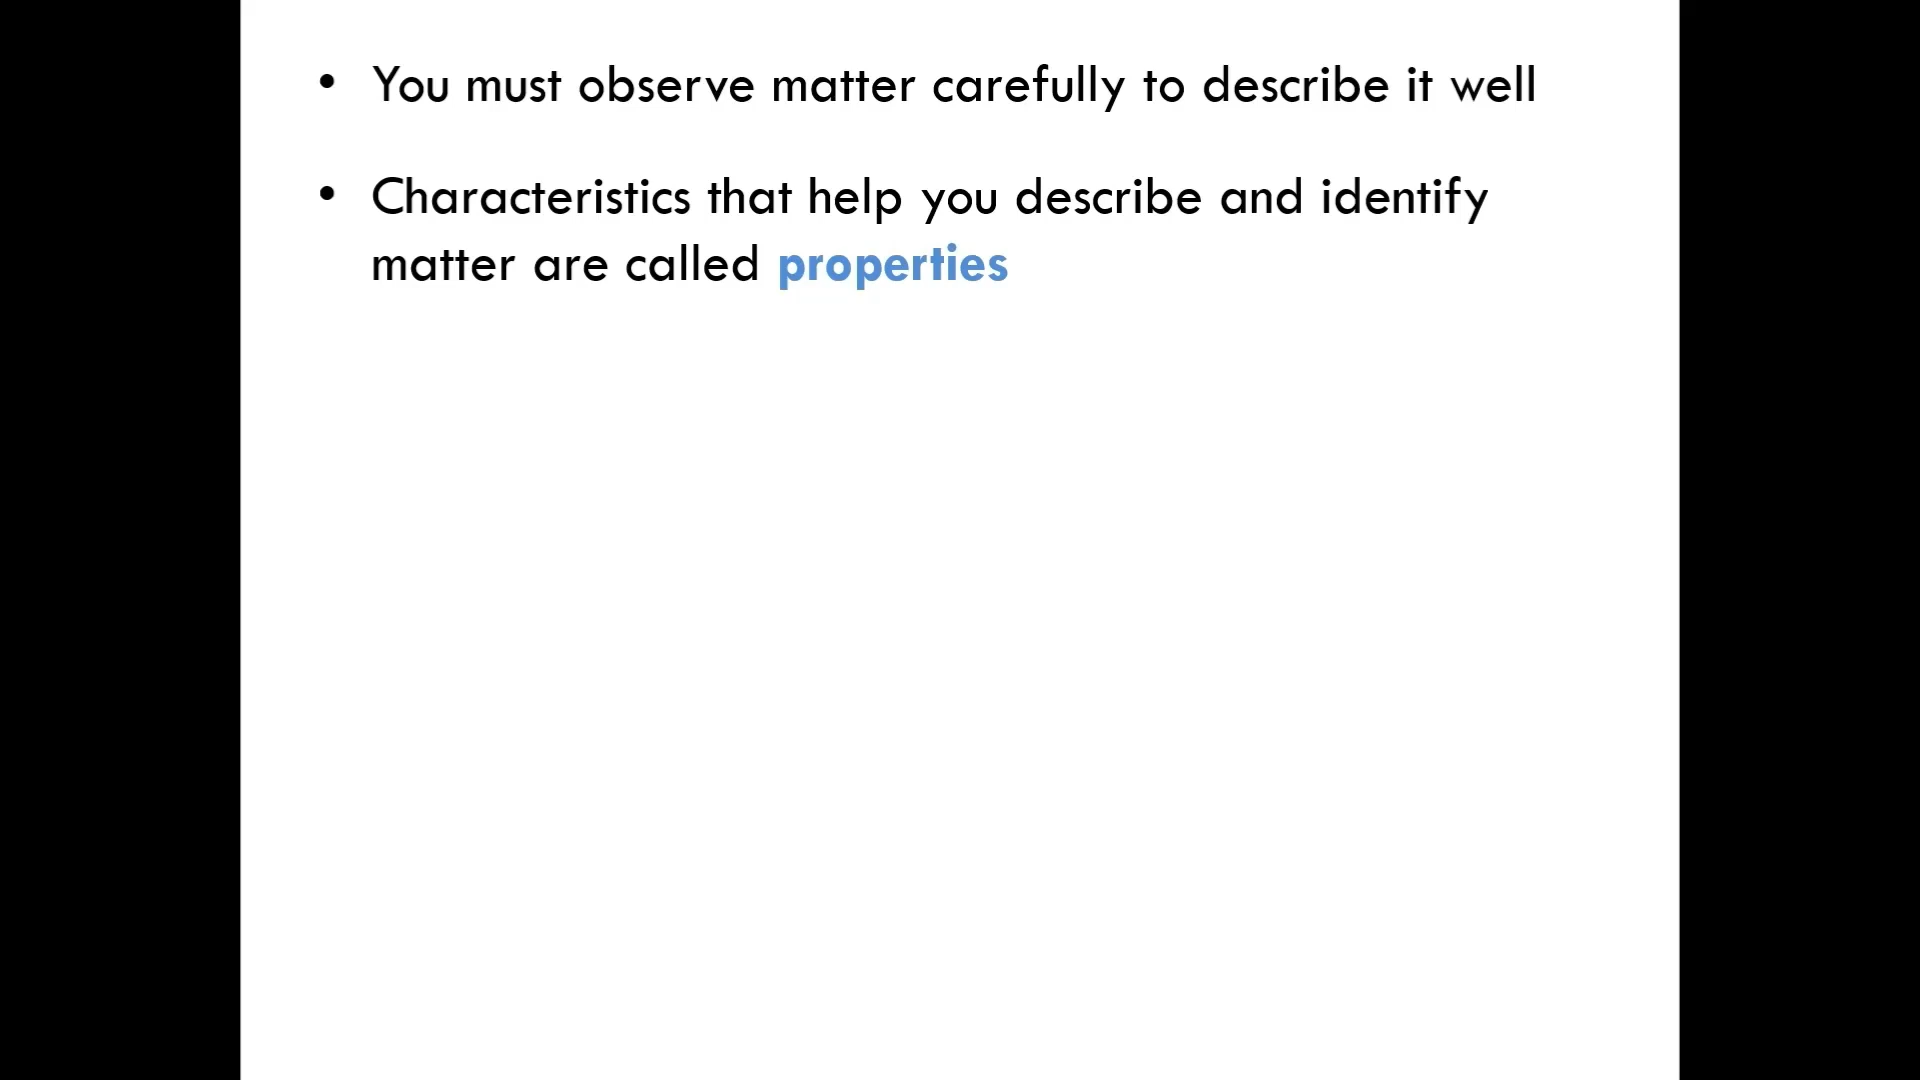 • You must observe matter carefully to describe it well
• Characteristics that help you describe and identify
matter are called properties